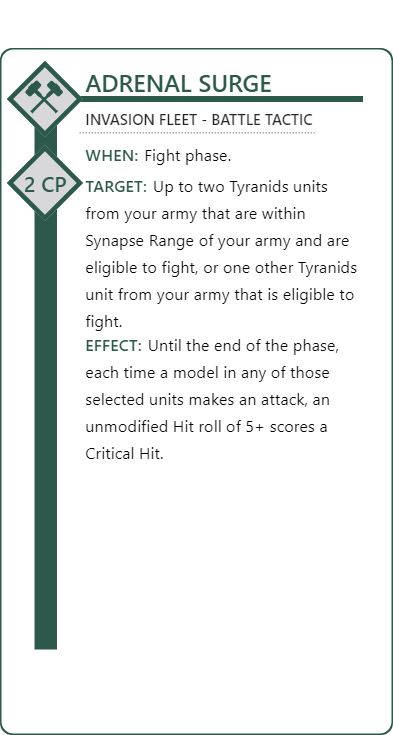 ADRENAL SURGE
INVASION FLEET - BATTLE TACTIC
WHEN: Fight phase.
2 CP
TARGET: Up to two Tyranids units
from your army that are within
Synapse Range of your army and are
eligible to fight, or one other Tyranids
unit from your army that is eligible to
fight.
EFFECT: Until the end of the phase,
each time a model in any of those
selected units makes an attack, an
unmodified Hit roll of 5+ scores a
Critical Hit.